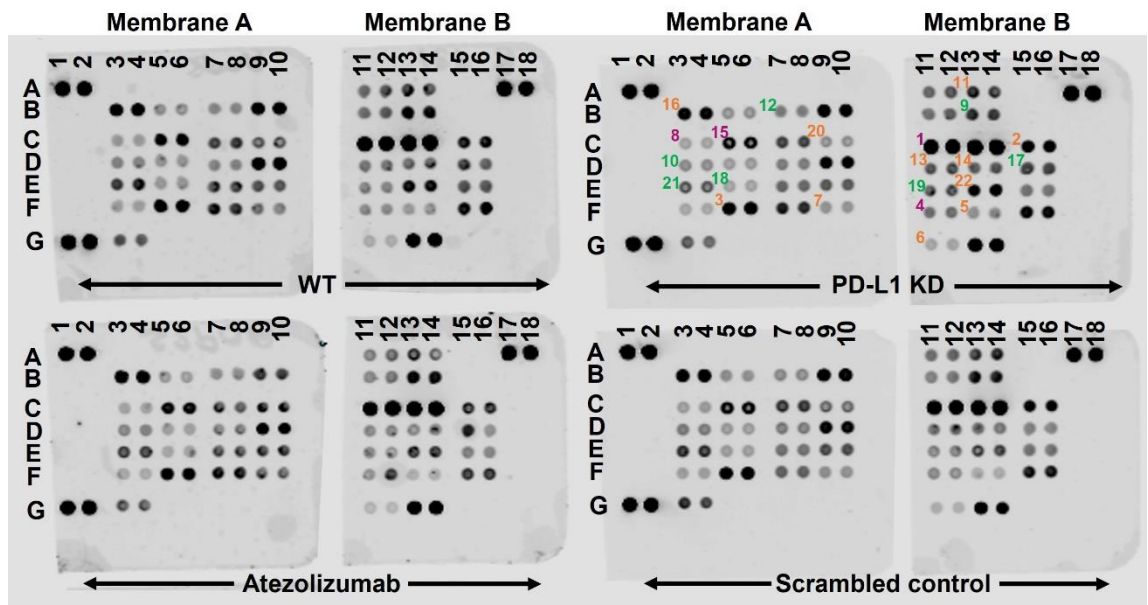 Membrane A Membrane B Membrane A Membrane B
1 2 3 4 5 6 7 8 9 10 11 12 13 14 15 16 17 18 1 2 3 4 5 6 7 8 9 10 11 12 13 14 15 16 17 18
A 11 A
B 16 12 9 B
C 8 15 20 1 2 C
D 10 13 14 17 D
E 21 18 19 22 E
F 3 7 4 5 F
G 6 G
WT PD-L1 KD
1 2 3 4 5 6 7 8 9 10 11 12 13 14 15 16 17 18 1 2 3 4 5 6 7 8 9 10 11 12 13 14 15 16 17 18
A A
B B
C C
D D
E E
F F
G G
Atezolizumab Scrambled control